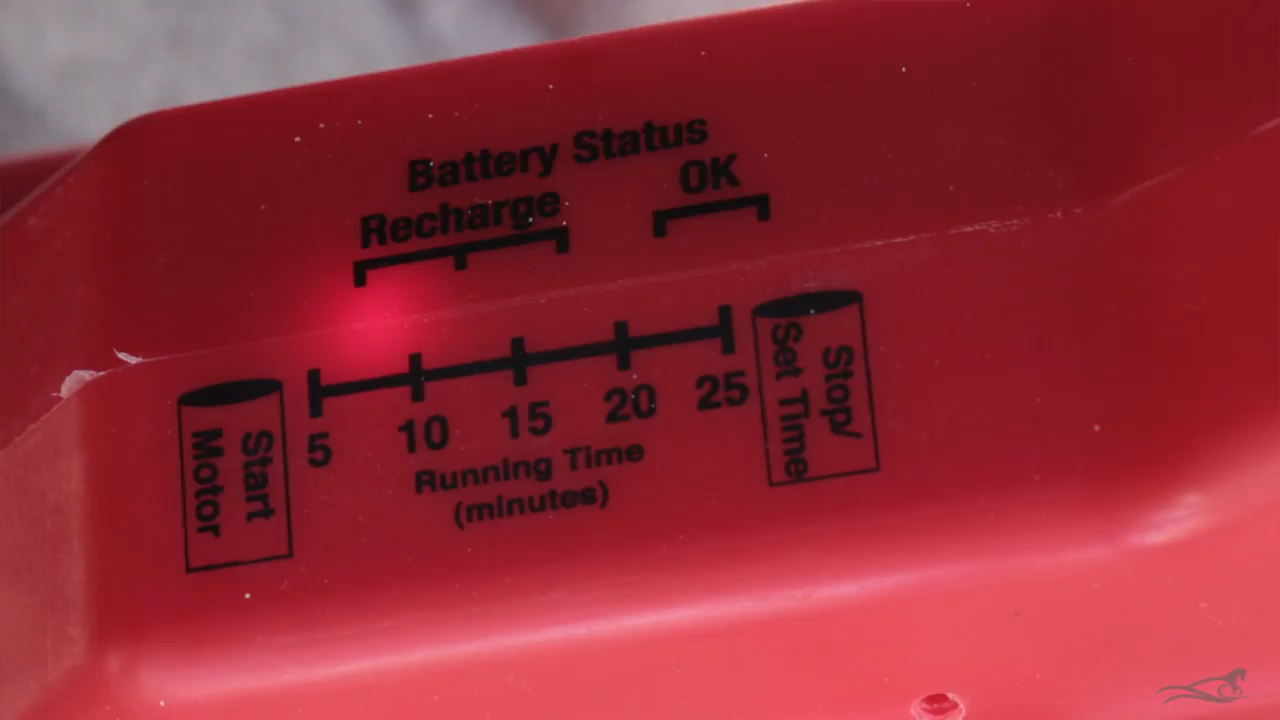 Battery Status
Recharge
OK
5 10 15 20 25
Running Time
(minutes)
Start
Motor
Stop/
Set Time